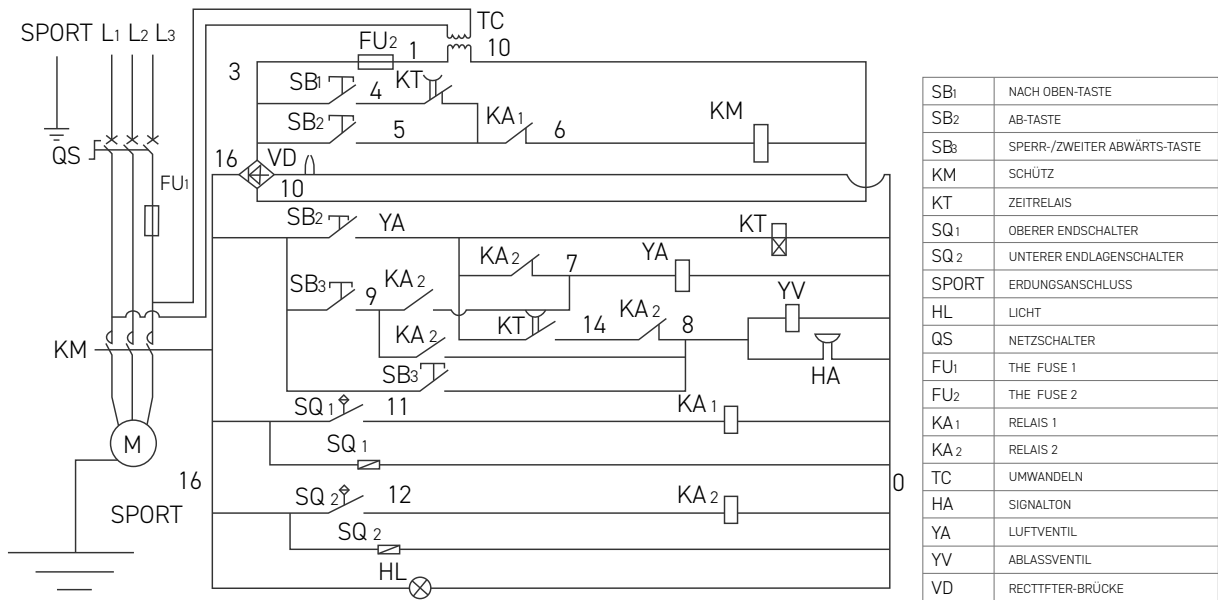 TC
SPORT L1 L2 L3
FU2 1 10
3
SB1 4 KT
SB2 5 KA1 6 KM
QS
16 VD
10
FU1
SB2 YA KT
KA2 7 YA
SB3 9 KA2 YV
KT 14 KA2 8
KM KA2
SB3 HA
SQ1 11 KA1
M
SQ1
16 0
SQ2 12 KA2
SPORT
SQ2
HL
SB1 NACH OBEN-TASTE
SB2 AB-TASTE
SB3 SPERR-/ZWEITER ABWÄRTS-TASTE
KM SCHÜTZ
KT ZEITRELAIS
SQ1 OBERER ENDSCHALTER
SQ2 UNTERER ENDLAGENSCHALTER
SPORT ERDUNGSANSCHLUSS
HL LICHT
QS NETZSCHALTER
FU1 THE FUSE 1
FU2 THE FUSE 2
KA1 RELAIS 1
KA2 RELAIS 2
TC UMWANDELN
HA SIGNALTON
YA LUFTVENTIL
YV ABLASSVENTIL
VD RECTTFTER-BRÜCKE